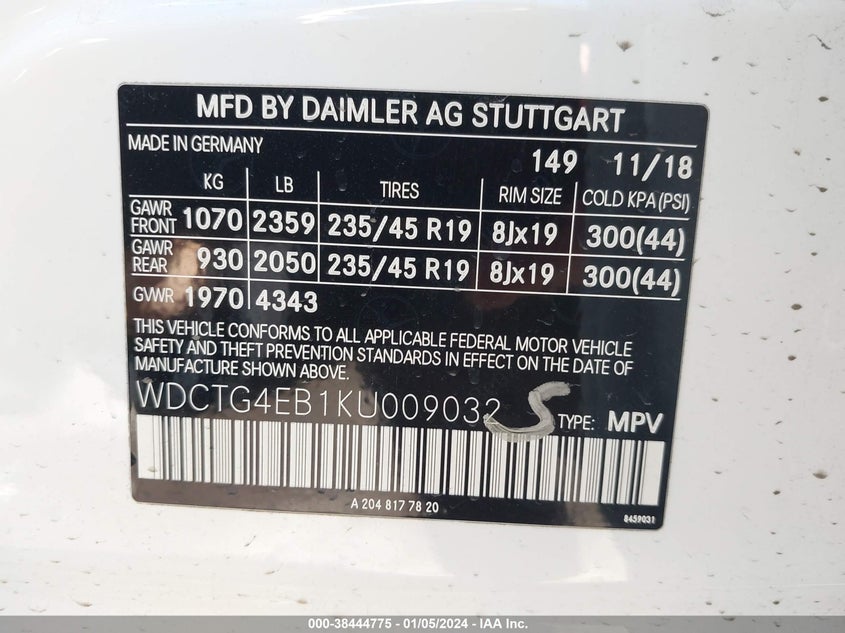 MFD BY DAIMLER AG STUTTGART
MADE IN GERMANY 149 11/18
KG LB TIRES RIM SIZE COLD KPA (PSI)
GAWR FRONT 1070 2359 235/45 R19 8Jx19 300(44)
GAWR REAR 930 2050 235/45 R19 8Jx19 300(44)
GVWR 1970 4343
THIS VEHICLE CONFORMS TO ALL APPLICABLE FEDERAL MOTOR VEHICLE
SAFETY AND THEFT PREVENTION STANDARDS IN EFFECT ON THE DATE OF
MANUFACTURE SHOWN ABOVE.
WDCTG4EB1KU009032 S TYPE: MPV
A 204 817 78 20
8459031
000-38444775 - 01/05/2024 - IAA Inc.